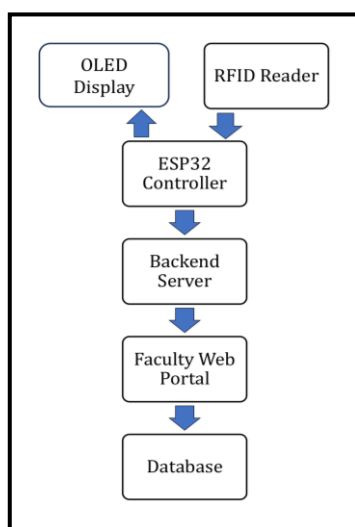 OLED
Display
RFID Reader
ESP32
Controller
Backend
Server
Faculty Web
Portal
Database